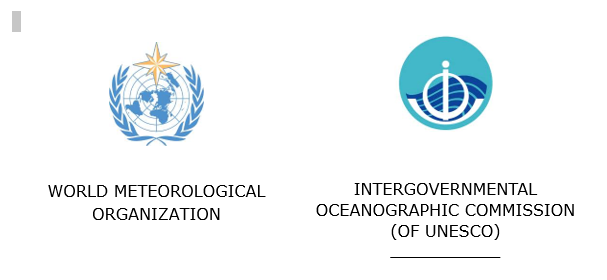 WORLD METEOROLOGICAL
ORGANIZATION
INTERGOVERNMENTAL
OCEANOGRAPHIC COMMISSION
(OF UNESCO)